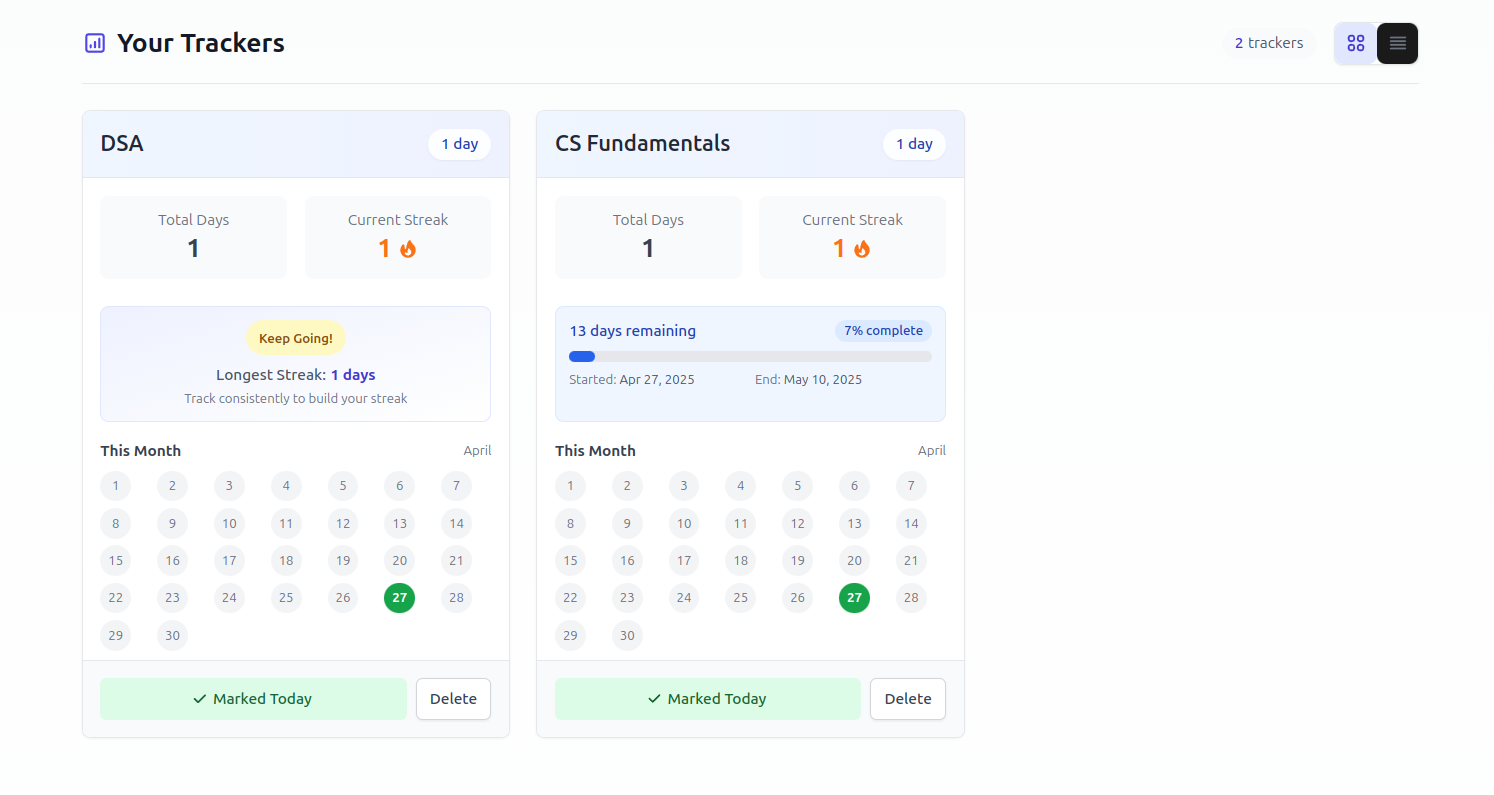 Your Trackers
2 trackers
DSA
1 day
Total Days
1
Current Streak
1
Keep Going!
Longest Streak: 1 days
Track consistently to build your streak
This Month
April
1 2 3 4 5 6 7
8 9 10 11 12 13 14
15 16 17 18 19 20 21
22 23 24 25 26 27 28
29 30
Marked Today
Delete
CS Fundamentals
1 day
Total Days
1
Current Streak
1
13 days remaining
7% complete
Started: Apr 27, 2025
End: May 10, 2025
This Month
April
1 2 3 4 5 6 7
8 9 10 11 12 13 14
15 16 17 18 19 20 21
22 23 24 25 26 27 28
29 30
Marked Today
Delete